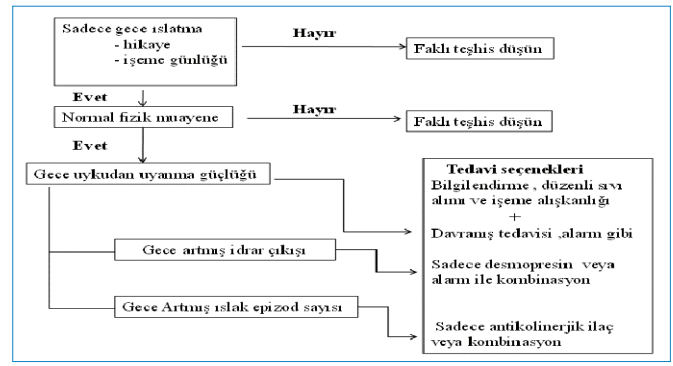 Sadece gece ıslatma
- hikaye
- işeme günlüğü
Hayır
Faklı teşhis düşün
Evet
Normal fizik muayene
Hayır
Faklı teşhis düşün
Evet
Gece uykudan uyanma güçlüğü
Tedavi seçenekleri
Bilgilendirme , düzenli sıvı
alımı ve işeme alışkanlığı
+
Davranış tedavisi ,alarm gibi
Gece artmış idrar çıkışı
Sadece desmopresin veya
alarm ile kombinasyon
Gece Artmış ıslak epizod sayısı
Sadece antikolinerjik ilaç
veya kombinasyon